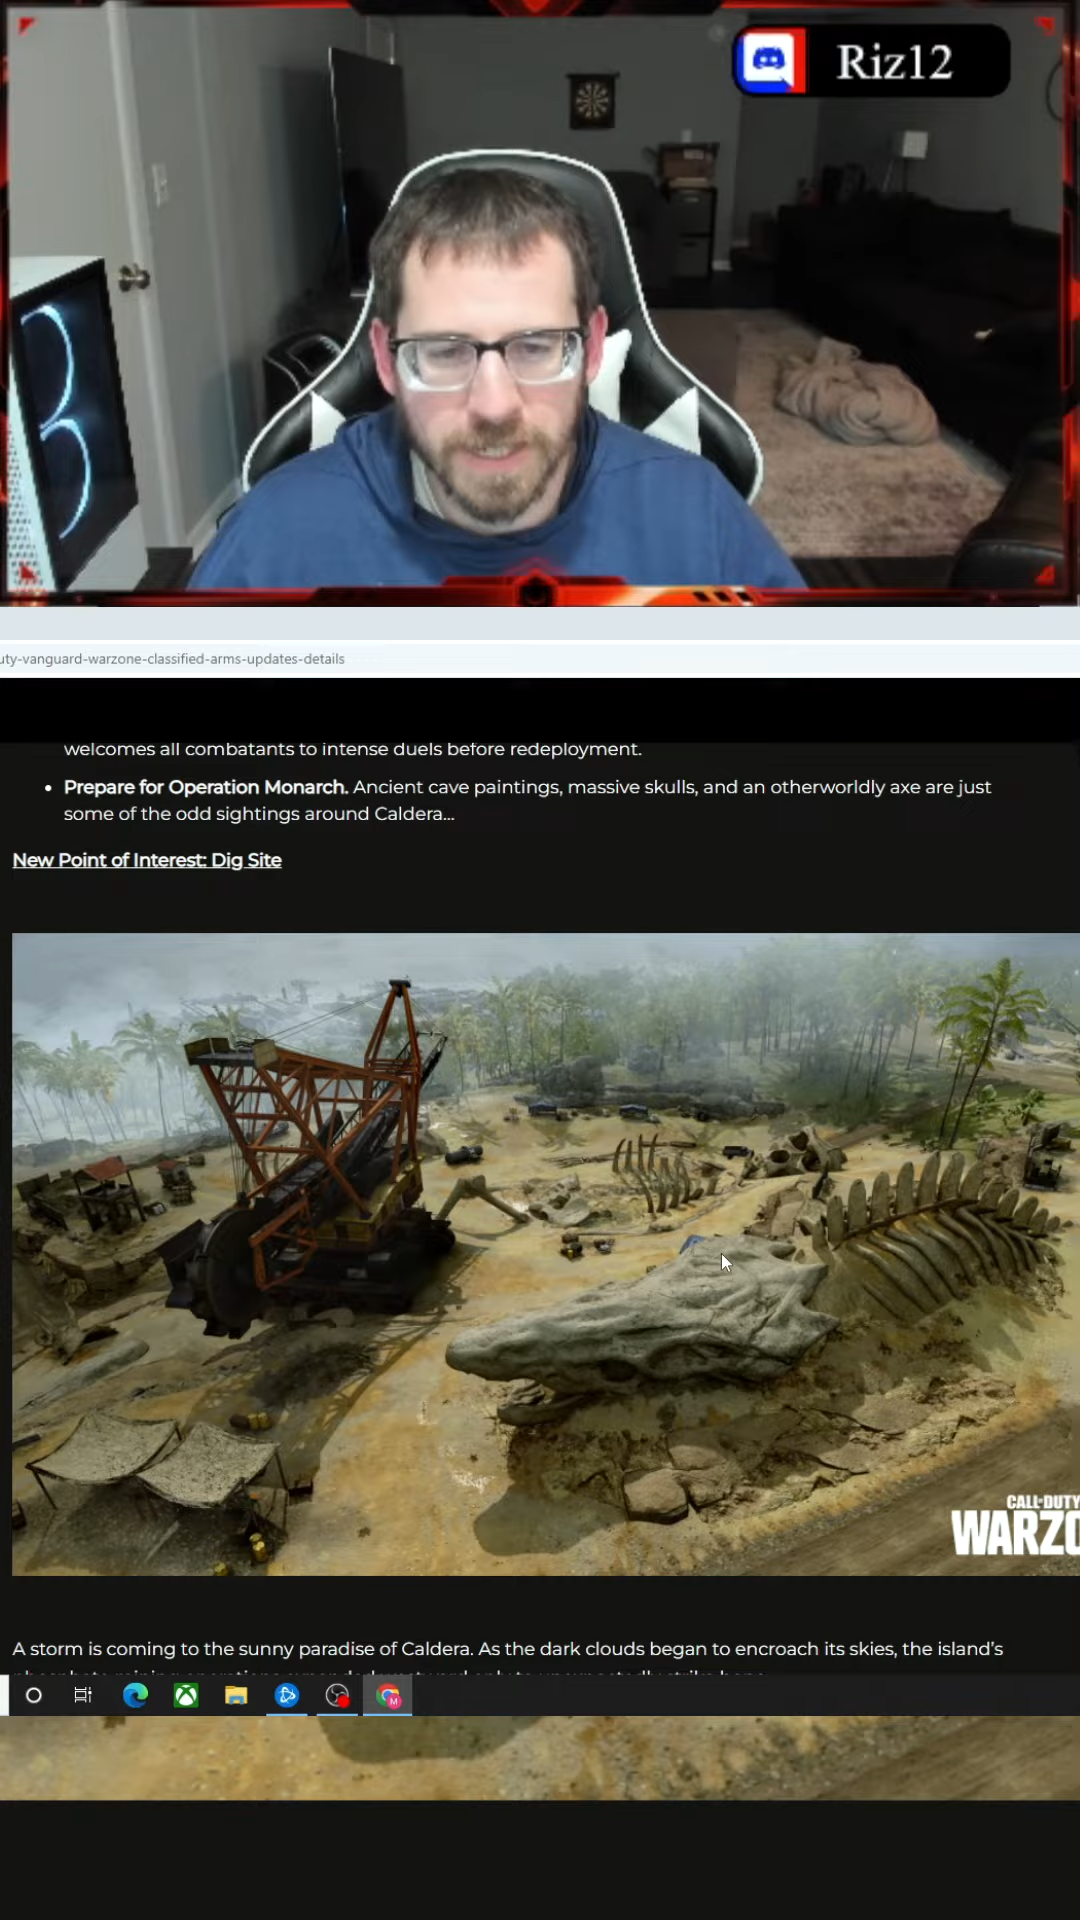 Riz12
uty-vanguard-warzone-classified-arms-updates-details
welcomes all combatants to intense duels before redeployment.
• Prepare for Operation Monarch. Ancient cave paintings, massive skulls, and an otherworldly axe are just
some of the odd sightings around Caldera...
New Point of Interest: Dig Site
CALL·DUTY
WARZO
A storm is coming to the sunny paradise of Caldera. As the dark clouds began to encroach its skies, the island's